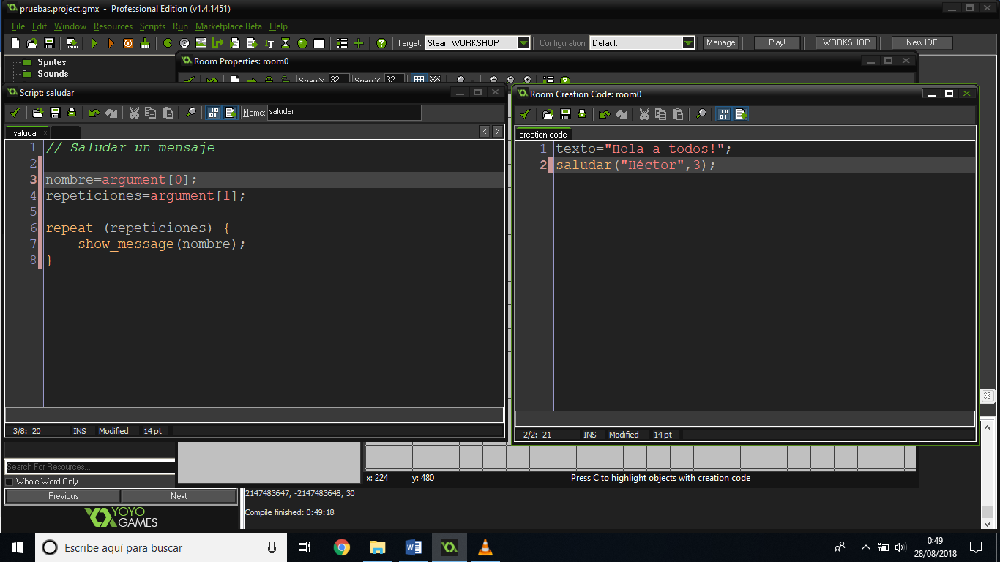 pruebas.project.gmx - Professional Edition (v1.4.1451)
File Edit Window Resources Scripts Run Marketplace Beta Help
Target: Steam WORKSHOP Configuration: Default Manage Play! WORKSHOP New IDE
Sprites
Sounds
Room Properties: room0
Snap X: 32 Snap Y: 32
Script: saludar
Name: saludar
saludar
1 // Saludar un mensaje
2
3 nombre=argument[0];
4 repeticiones=argument[1];
5
6 repeat (repeticiones) {
7 show_message(nombre);
8 }
3/8: 20 INS Modified 14 pt
Room Creation Code: room0
creation code
1 texto="Hola a todos!";
2 saludar("Héctor",3);
2/2: 21 INS Modified 14 pt
Search For Resources...
Whole Word Only
Previous Next
YOYO
GAMES
x: 224 y: 480 Press C to highlight objects with creation code
2147483647, -2147483648, 30
Compile finished: 0:49:18
Escribe aquí para buscar
0:49
28/08/2018